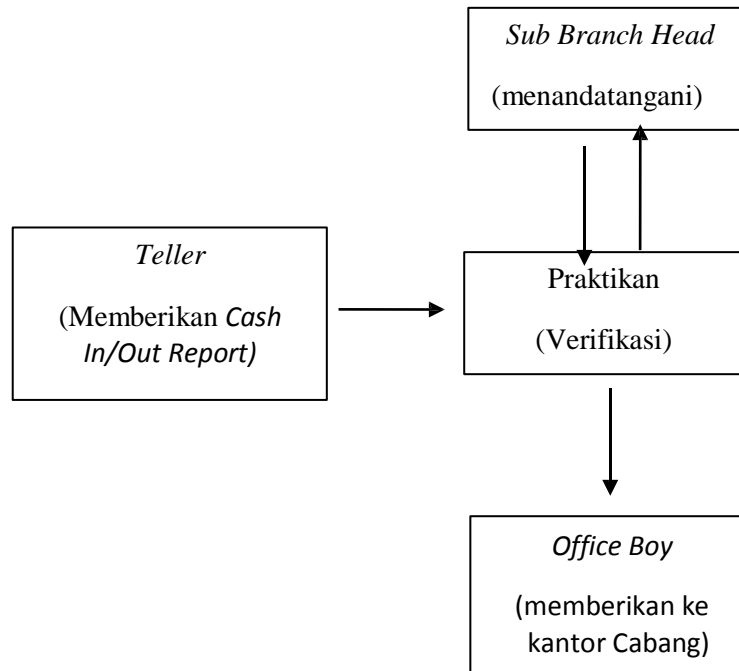 Sub Branch Head
(menandatangani)
Teller
(Memberikan Cash
In/Out Report)
Praktikan
(Verifikasi)
Office Boy
(memberikan ke
kantor Cabang)